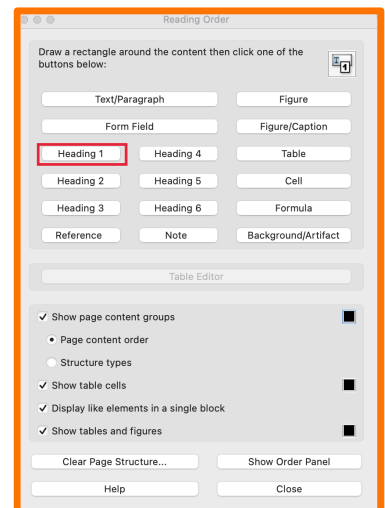 Reading Order
Draw a rectangle around the content then click one of the
buttons below:
1
Text/Paragraph Figure
Form Field Figure/Caption
Heading 1 Heading 4 Table
Heading 2 Heading 5 Cell
Heading 3 Heading 6 Formula
Reference Note Background/Artifact
Table Editor
Show page content groups
Page content order
Structure types
Show table cells
Display like elements in a single block
Show tables and figures
Clear Page Structure... Show Order Panel
Help Close